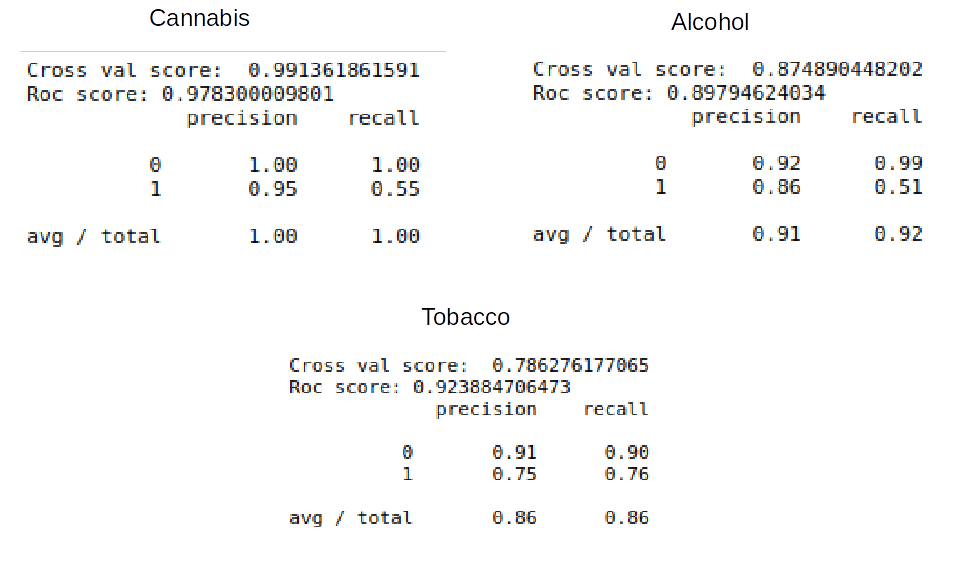 Cannabis
Cross val score:  0.991361861591
Roc score: 0.978300009801
precision    recall
0       1.00      1.00
1       0.95      0.55
avg / total       1.00      1.00
Alcohol
Cross val score:  0.874890448202
Roc score: 0.89794624034
precision    recall
0       0.92      0.99
1       0.86      0.51
avg / total       0.91      0.92
Tobacco
Cross val score:  0.786276177065
Roc score: 0.923884706473
precision    recall
0       0.91      0.90
1       0.75      0.76
avg / total       0.86      0.86